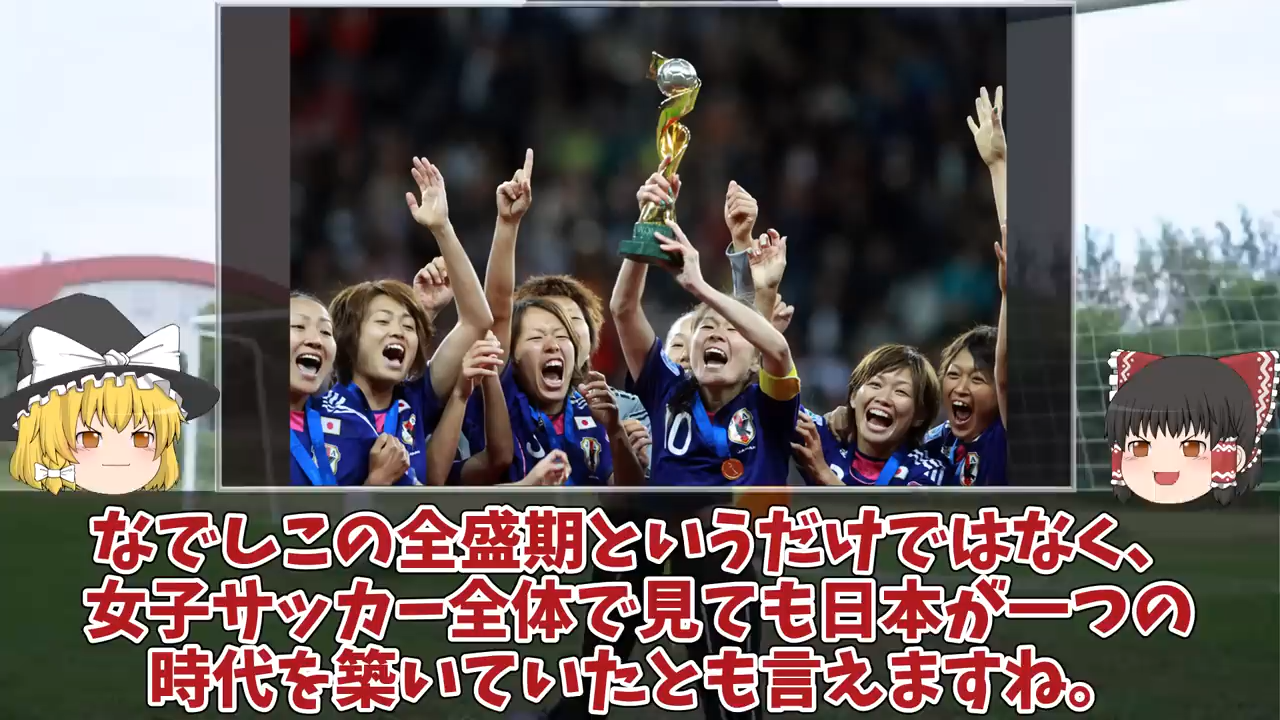 10
なでしこの全盛期というだけではなく、
女子サッカー全体で見ても日本が一つの
時代を築いていたとも言えますね。